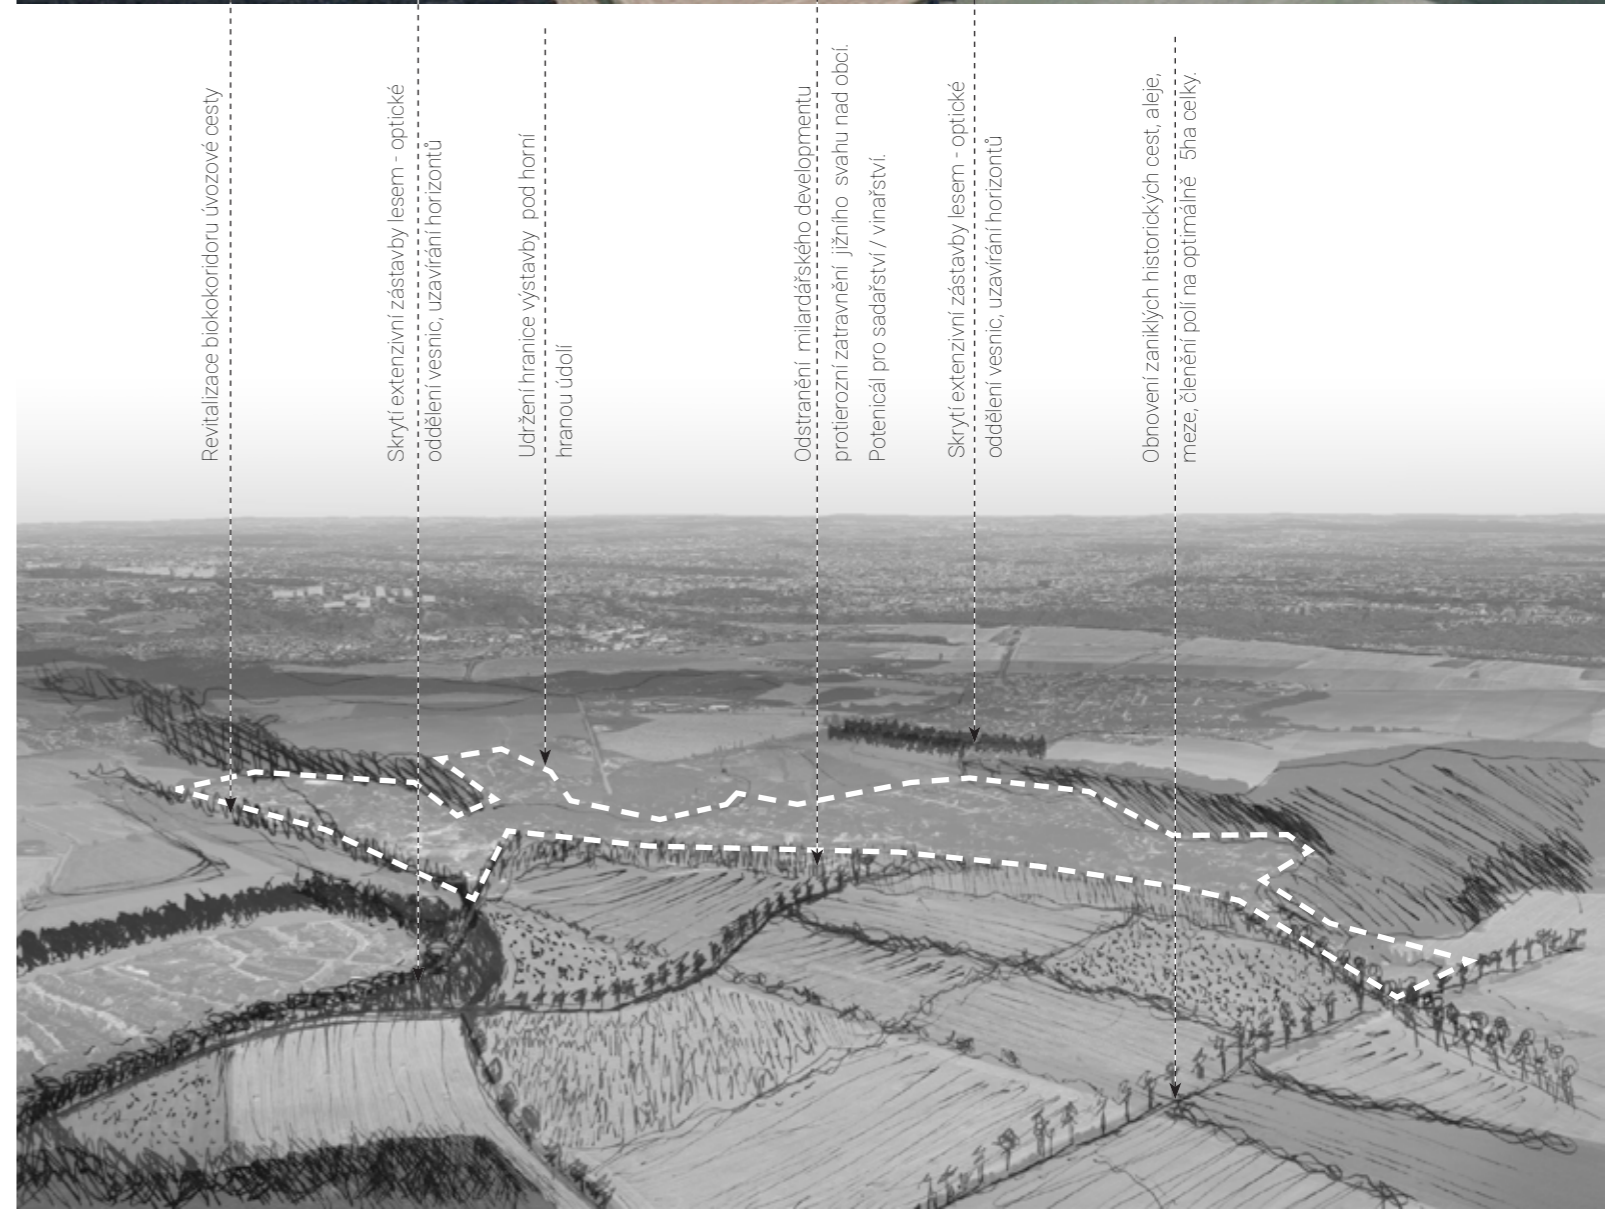 Revitalizace biokokoridoru úvozové cesty
Skrytí extenzivní zástavby lesem - optické
oddělení vesnic, uzavírání horizontů
Udržení hranice výstavby pod horní
hranou údolí
Odstranění milardářského developmentu
protierozní zatravnění jižního svahu nad obcí.
Potenicál pro sadařství / vinařství.
Skrytí extenzivní zástavby lesem - optické
oddělení vesnic, uzavírání horizontů
Obnovení zaniklých historických cest, aleje,
meze, členění polí na optimálně 5ha celky.